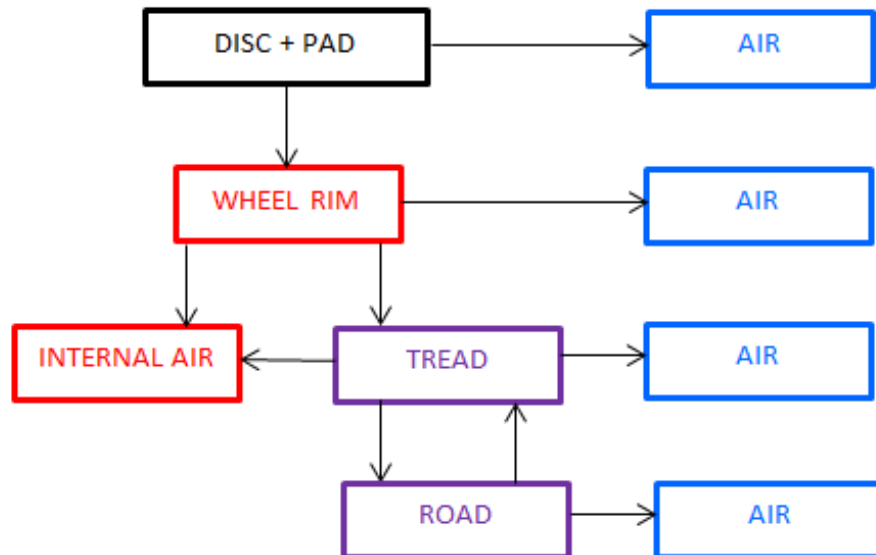 DISC + PAD
AIR
WHEEL RIM
AIR
INTERNAL AIR
TREAD
AIR
ROAD
AIR